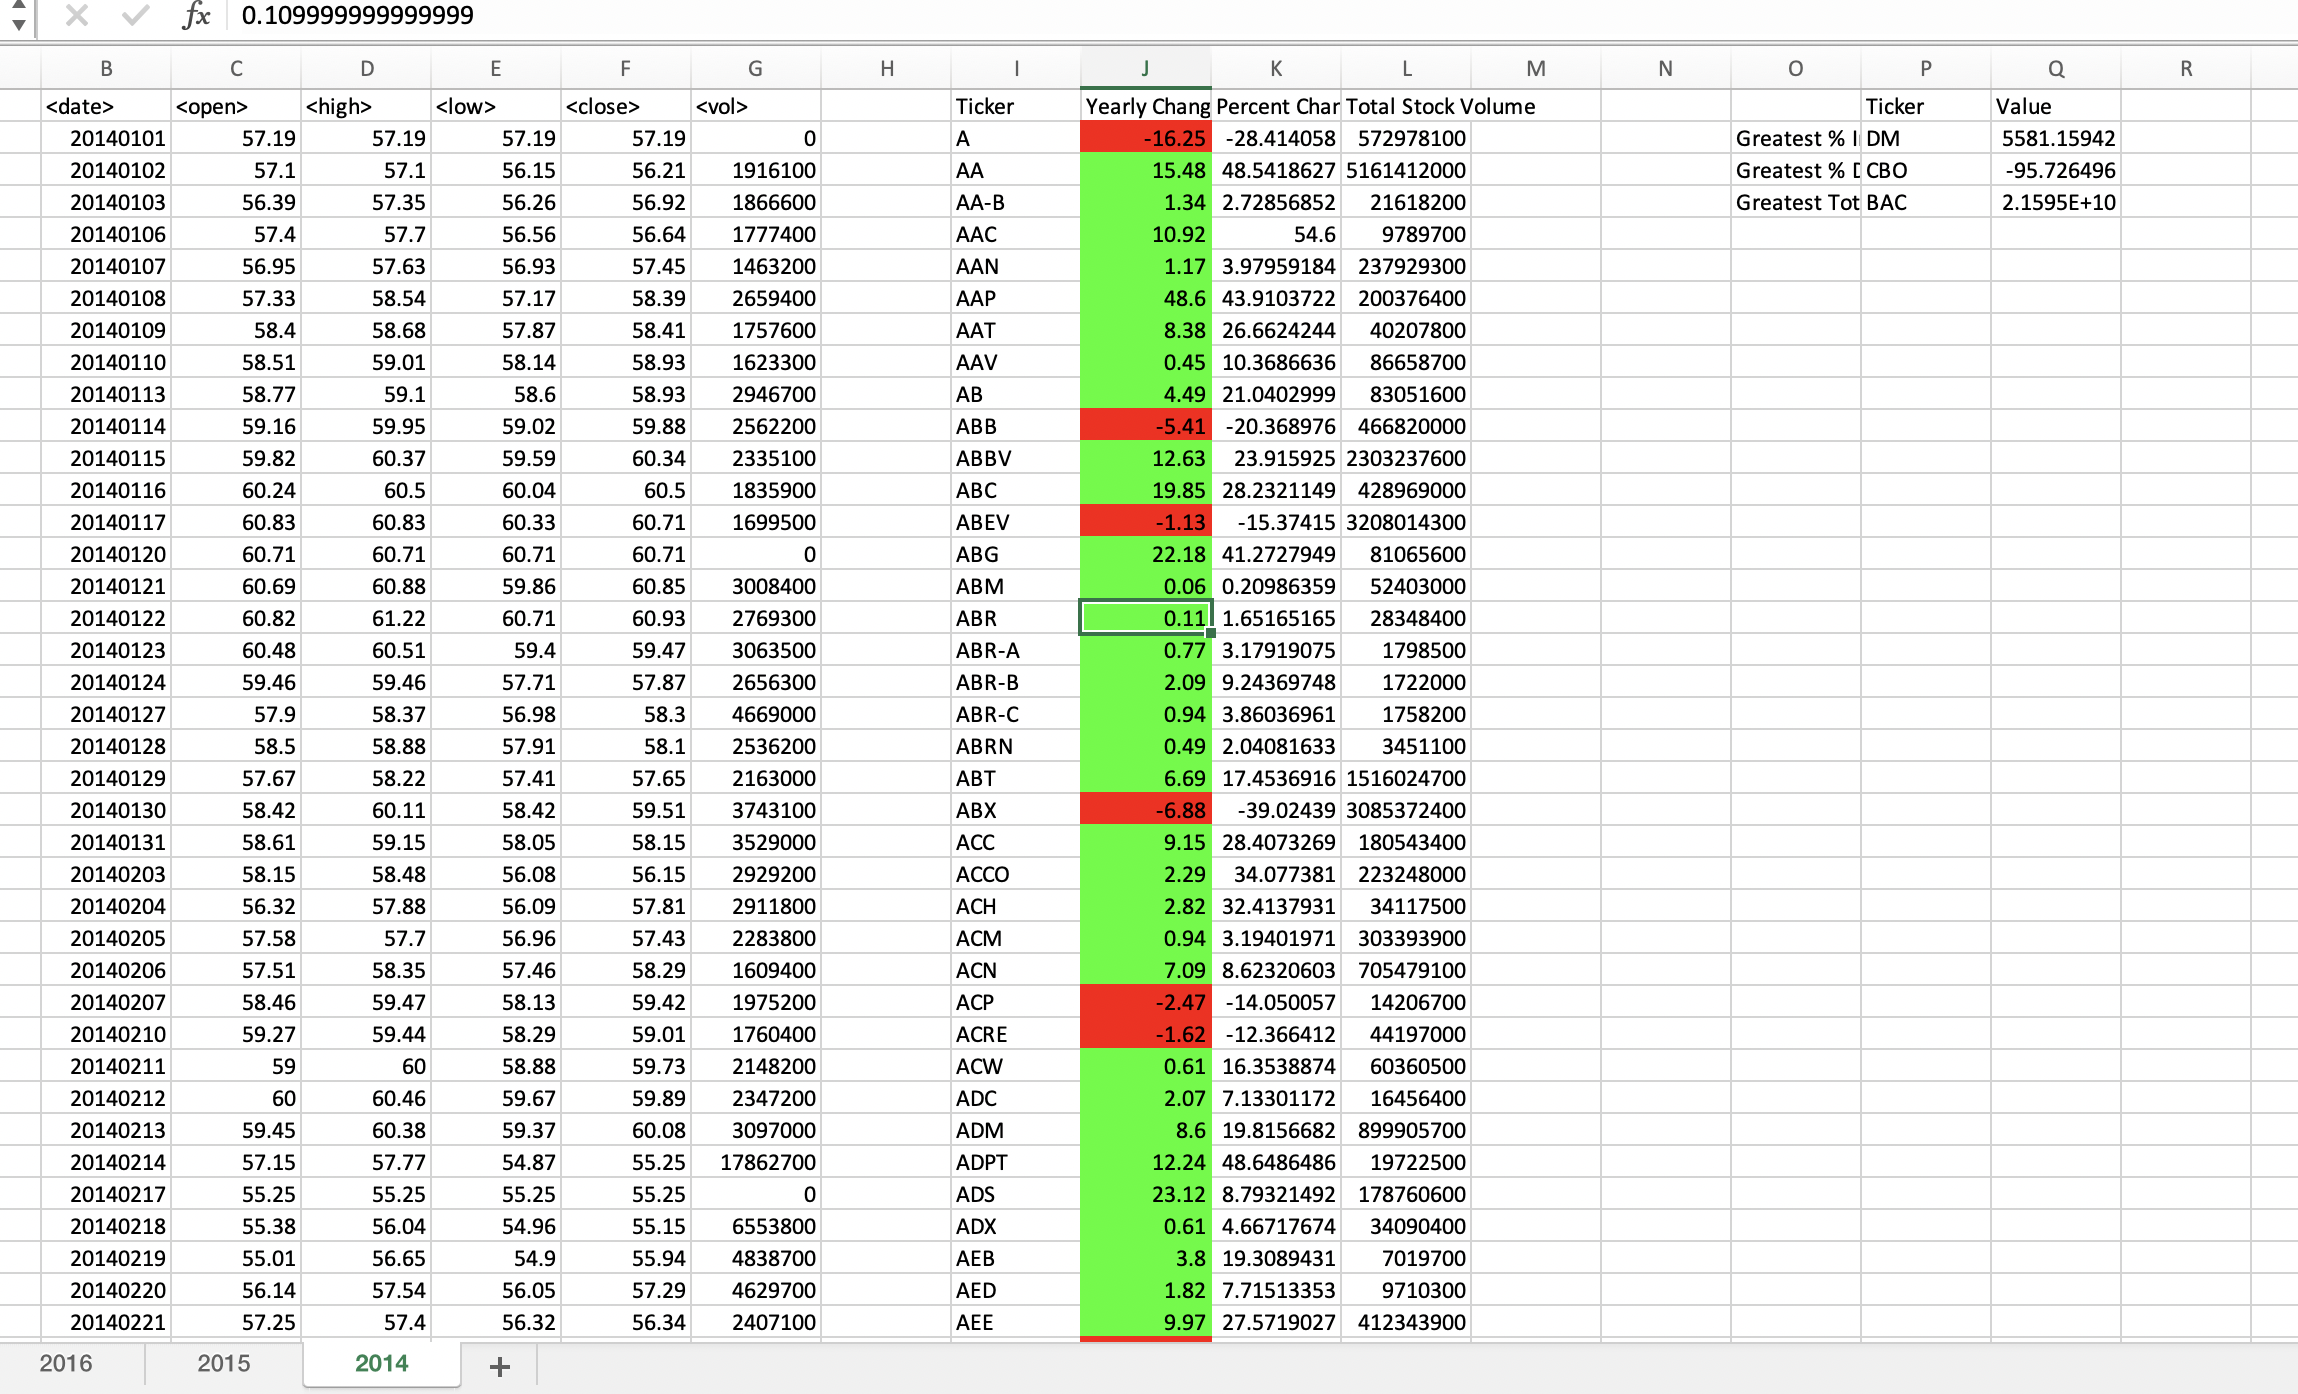 fx 0.109999999999999
B C D E F G H I J K L M N O P Q R
<date> <open> <high> <low> <close> <vol> Ticker Yearly Chang Percent Char Total Stock Volume Ticker Value
20140101 57.19 57.19 57.19 57.19 0 A -16.25 -28.414058 572978100 Greatest % I DM 5581.15942
20140102 57.1 57.1 56.15 56.21 1916100 AA 15.48 48.5418627 5161412000 Greatest % D CBO -95.726496
20140103 56.39 57.35 56.26 56.92 1866600 AA-B 1.34 2.72856852 21618200 Greatest Tot BAC 2.1595E+10
20140106 57.4 57.7 56.56 56.64 1777400 AAC 10.92 54.6 9789700
20140107 56.95 57.63 56.93 57.45 1463200 AAN 1.17 3.97959184 237929300
20140108 57.33 58.54 57.17 58.39 2659400 AAP 48.6 43.9103722 200376400
20140109 58.4 58.68 57.87 58.41 1757600 AAT 8.38 26.6624244 40207800
20140110 58.51 59.01 58.14 58.93 1623300 AAV 0.45 10.3686636 86658700
20140113 58.77 59.1 58.6 58.93 2946700 AB 4.49 21.0402999 83051600
20140114 59.16 59.95 59.02 59.88 2562200 ABB -5.41 -20.368976 466820000
20140115 59.82 60.37 59.59 60.34 2335100 ABBV 12.63 23.915925 2303237600
20140116 60.24 60.5 60.04 60.5 1835900 ABC 19.85 28.2321149 428969000
20140117 60.83 60.83 60.33 60.71 1699500 ABEV -1.13 -15.37415 3208014300
20140120 60.71 60.71 60.71 60.71 0 ABG 22.18 41.2727949 81065600
20140121 60.69 60.88 59.86 60.85 3008400 ABM 0.06 0.20986359 52403000
20140122 60.82 61.22 60.71 60.93 2769300 ABR 0.11 1.65165165 28348400
20140123 60.48 60.51 59.4 59.47 3063500 ABR-A 0.77 3.17919075 1798500
20140124 59.46 59.46 57.71 57.87 2656300 ABR-B 2.09 9.24369748 1722000
20140127 57.9 58.37 56.98 58.3 4669000 ABR-C 0.94 3.86036961 1758200
20140128 58.5 58.88 57.91 58.1 2536200 ABRN 0.49 2.04081633 3451100
20140129 57.67 58.22 57.41 57.65 2163000 ABT 6.69 17.4536916 1516024700
20140130 58.42 60.11 58.42 59.51 3743100 ABX -6.88 -39.02439 3085372400
20140131 58.61 59.15 58.05 58.15 3529000 ACC 9.15 28.4073269 180543400
20140203 58.15 58.48 56.08 56.15 2929200 ACCO 2.29 34.077381 223248000
20140204 56.32 57.88 56.09 57.81 2911800 ACH 2.82 32.4137931 34117500
20140205 57.58 57.7 56.96 57.43 2283800 ACM 0.94 3.19401971 303393900
20140206 57.51 58.35 57.46 58.29 1609400 ACN 7.09 8.62320603 705479100
20140207 58.46 59.47 58.13 59.42 1975200 ACP -2.47 -14.050057 14206700
20140210 59.27 59.44 58.29 59.01 1760400 ACRE -1.62 -12.366412 44197000
20140211 59 60 58.88 59.73 2148200 ACW 0.61 16.3538874 60360500
20140212 60 60.46 59.67 59.89 2347200 ADC 2.07 7.13301172 16456400
20140213 59.45 60.38 59.37 60.08 3097000 ADM 8.6 19.8156682 899905700
20140214 57.15 57.77 54.87 55.25 17862700 ADPT 12.24 48.6486486 19722500
20140217 55.25 55.25 55.25 55.25 0 ADS 23.12 8.79321492 178760600
20140218 55.38 56.04 54.96 55.15 6553800 ADX 0.61 4.66717674 34090400
20140219 55.01 56.65 54.9 55.94 4838700 AEB 3.8 19.3089431 7019700
20140220 56.14 57.54 56.05 57.29 4629700 AED 1.82 7.71513353 9710300
20140221 57.25 57.4 56.32 56.34 2407100 AEE 9.97 27.5719027 412343900
2016 2015 2014 +